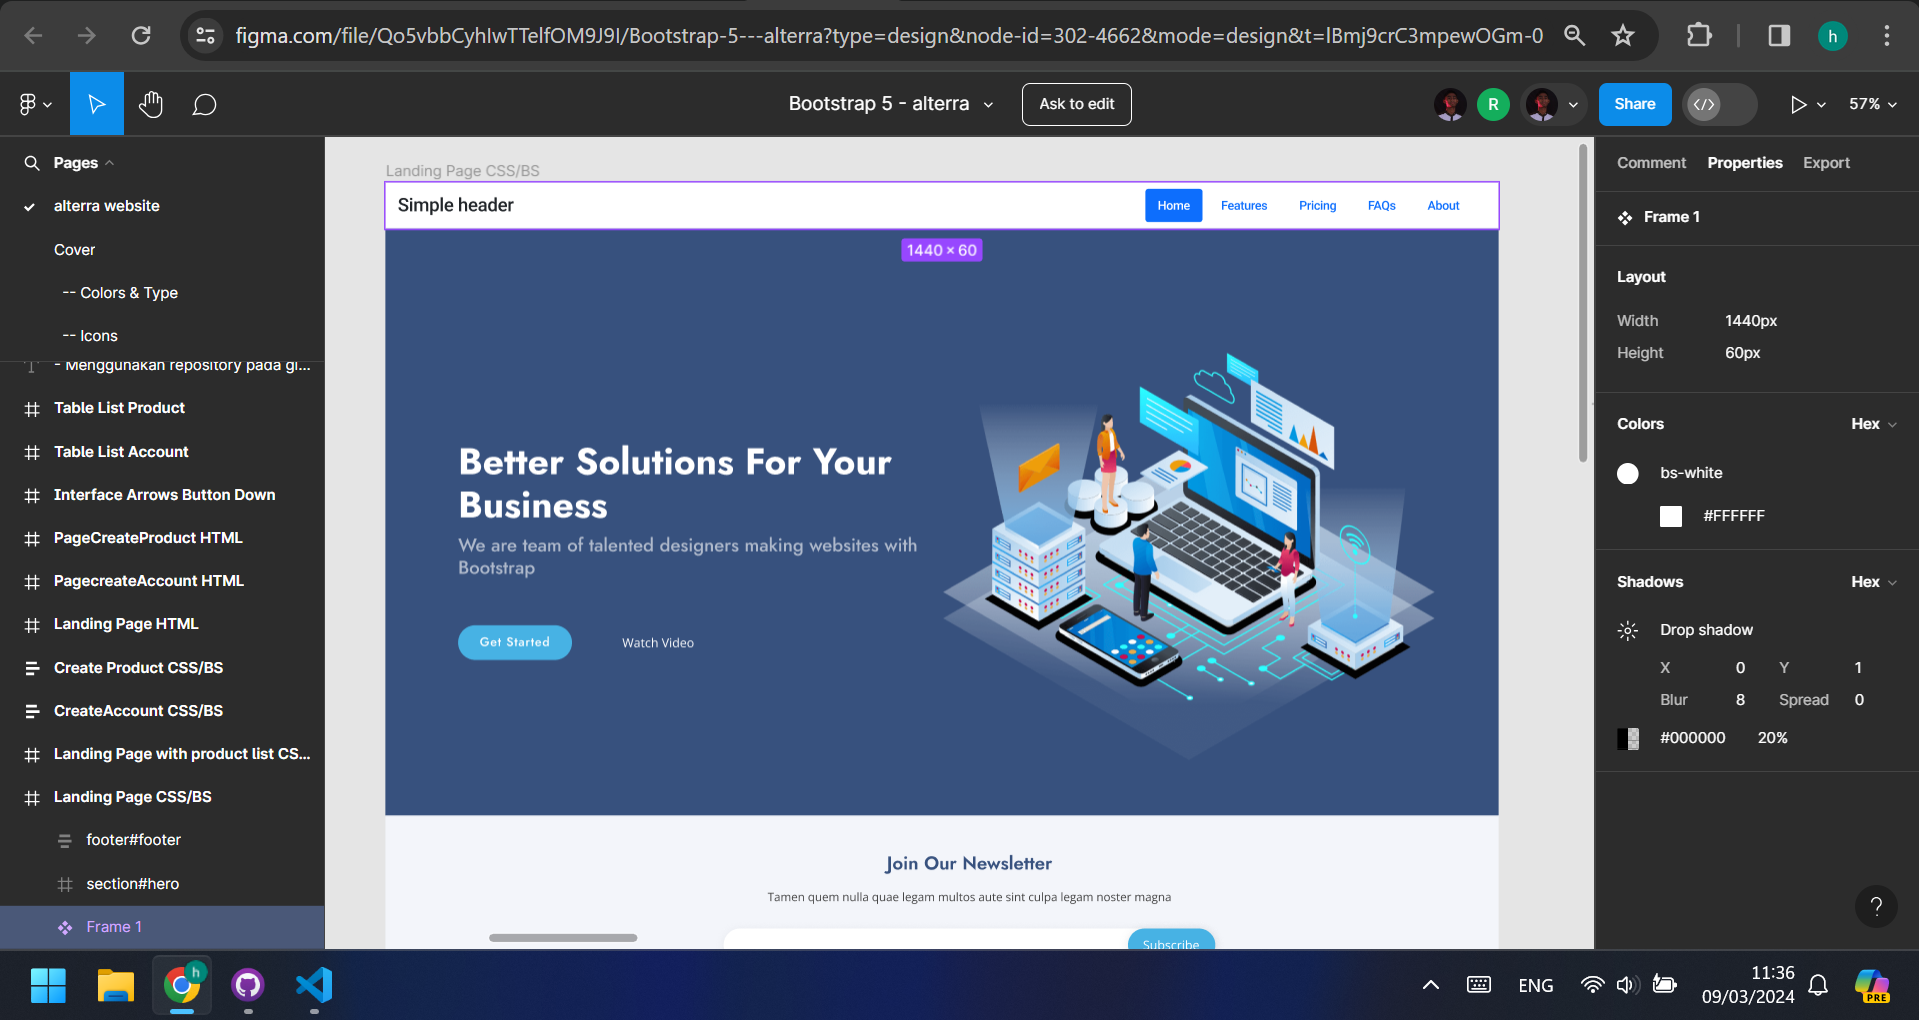 figma.com/file/Qo5vbbCyhIwTTelfOM9J9I/Bootstrap-5---alterra?type=design&node-id=302-4662&mode=design&t=lBmj9crC3mpewOGm-0
h
Bootstrap 5 - alterra
Ask to edit
R
Share
57%
Pages
alterra website
Cover
-- Colors & Type
-- Icons
- Menggunakan repository pada gi...
Table List Product
Table List Account
Interface Arrows Button Down
PageCreateProduct HTML
PagecreateAccount HTML
Landing Page HTML
Create Product CSS/BS
CreateAccount CSS/BS
Landing Page with product list CS...
Landing Page CSS/BS
footer#footer
section#hero
Frame 1
Landing Page CSS/BS
Simple header
Home
Features
Pricing
FAQs
About
1440 × 60
Better Solutions For Your
Business
We are team of talented designers making websites with
Bootstrap
Get Started
Watch Video
Join Our Newsletter
Tamen quem nulla quae legam multos aute sint culpa legam noster magna
Subscribe
Comment
Properties
Export
Frame 1
Layout
Width 1440px
Height 60px
Colors Hex
bs-white
#FFFFFF
Shadows Hex
Drop shadow
X 0 Y 1
Blur 8 Spread 0
#000000 20%
?
h
ENG
11:36
09/03/2024
PRE